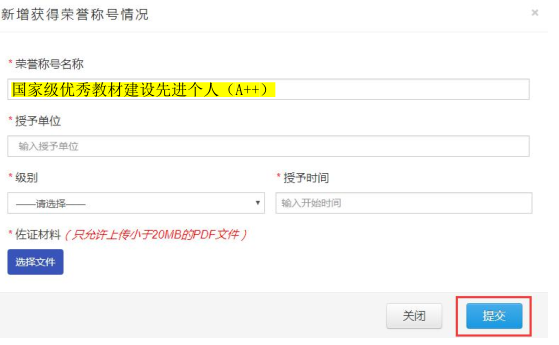 新增获得荣誉称号情况 ×
* 荣誉称号名称
国家级优秀教材建设先进个人（A++）
* 授予单位
输入授予单位
* 级别 * 授予时间
——请选择—— 输入开始时间
* 佐证材料（只允许上传小于20MB的PDF文件）
选择文件
关闭 提交